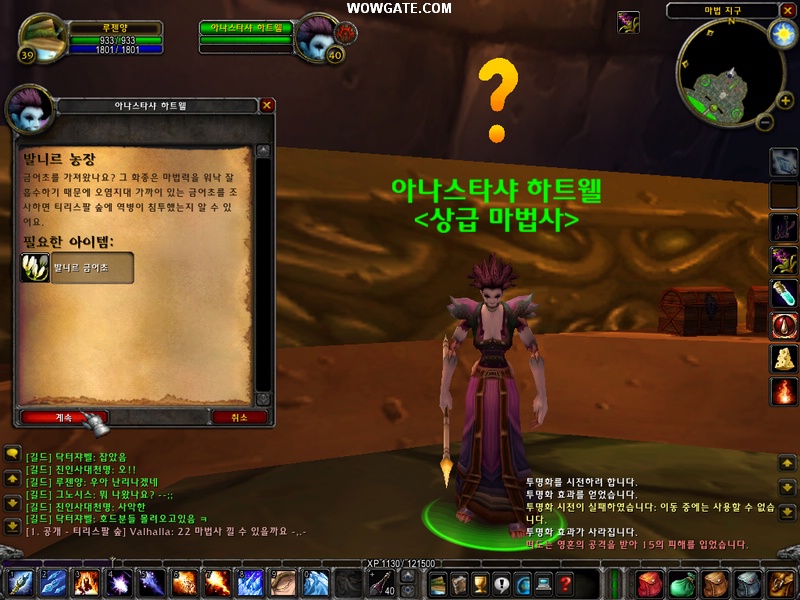 WOWGATE.COM
루젠양
933 / 933
1801 / 1801
39
아나스타샤 하트웰
40
마법 지구
N
아나스타샤 하트웰
발니르 농장
금어초를 가져왔나요? 그 화종은 마법력을 워낙 잘
흡수하기 때문에 오염지대 가까이 있는 금어초를 조
사하면 티리스팔 숲에 역병이 침투했는지 알 수 있
어요.
필요한 아이템:
발니르 금어초
계속
취소
아나스타샤 하트웰
<상급 마법사>
[길드] 닥터쟈벨: 잡았음
[길드] 진인사대천명: 오!!
[길드] 루젠양: 우아 난리나겠네
[길드] 그노시스: 뭐 나왔나요? --;;
[길드] 진인사대천명: 사악한
[길드] 닥터쟈벨: 호드분들 몰려오고있음 ㅋ
[1. 공개 - 티리스팔 숲] Valhalla: 22 마법사 낄 수 있을까요 -,.-
투명화를 시전하려 합니다.
투명화 효과를 얻었습니다.
투명화 시전이 실패하였습니다: 이동 중에는 사용할 수 없습
니다.
투명화 효과가 사라집니다.
떠도는 영혼의 공격을 받아 15의 피해를 입었습니다.
XP 1130 / 121500
40